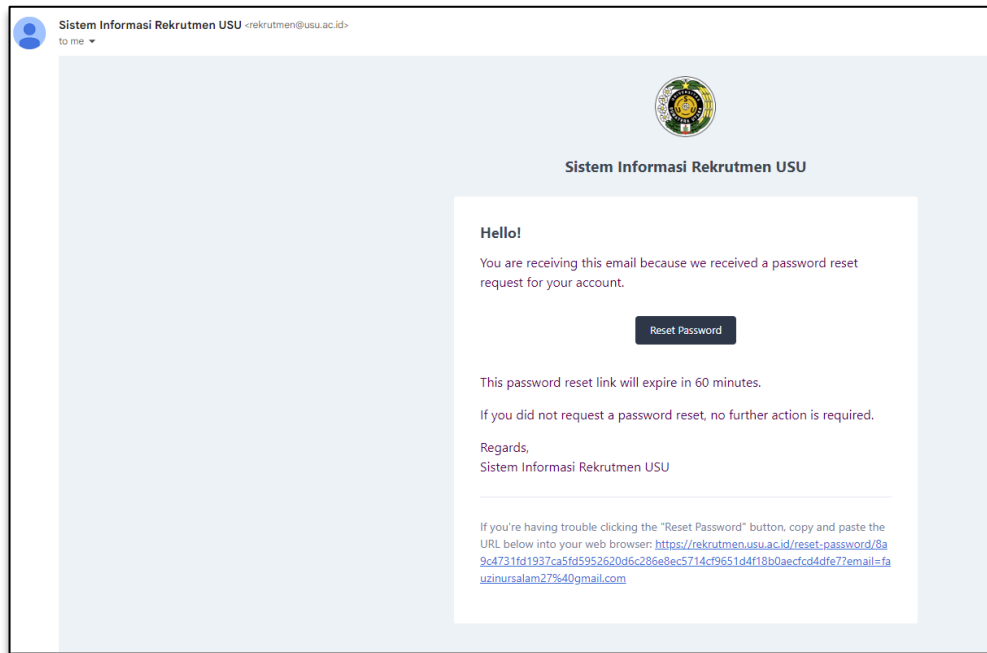 Sistem Informasi Rekrutmen USU <rekrutmen@usu.ac.id>
to me
Sistem Informasi Rekrutmen USU
Hello!
You are receiving this email because we received a password reset
request for your account.
Reset Password
This password reset link will expire in 60 minutes.
If you did not request a password reset, no further action is required.
Regards,
Sistem Informasi Rekrutmen USU
If you're having trouble clicking the "Reset Password" button, copy and paste the
URL below into your web browser: https://rekrutmen.usu.ac.id/reset-password/8a
9c4731fd1937ca5fd5952620d6c286e8ec5714cf9651d4f18b0aecfcd4dfe7?email=fa
uzinursalam27%40gmail.com